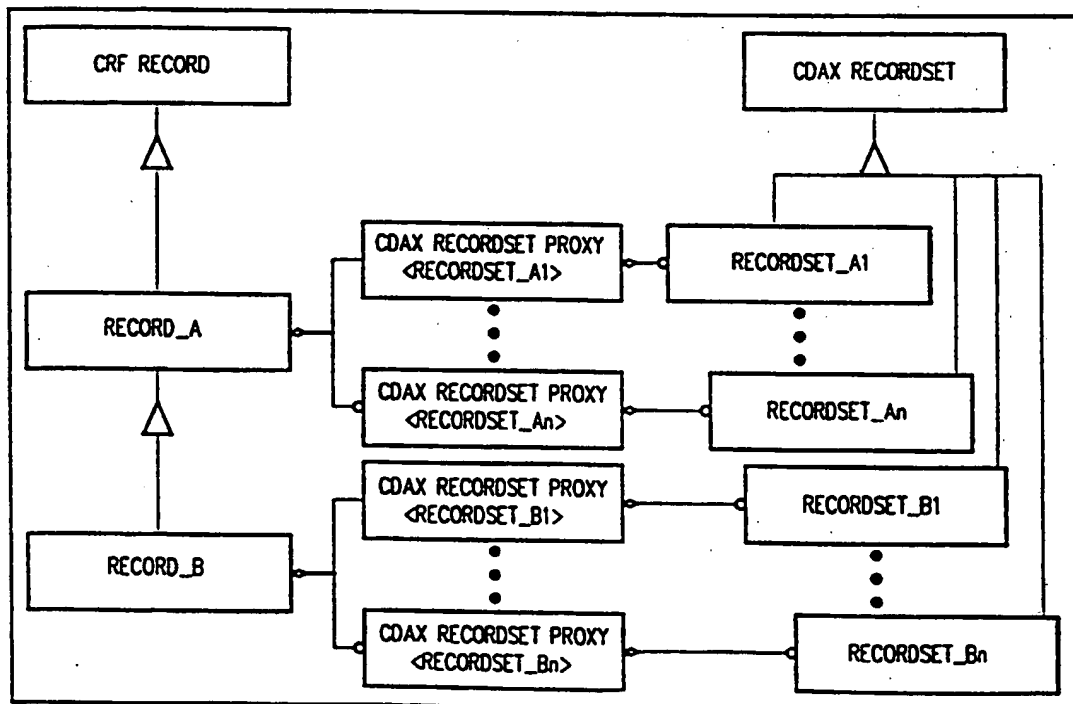 CRF RECORD
CDAX RECORDSET
CDAX RECORDSET PROXY
<RECORDSET_A1>
RECORDSET_A1
RECORD_A
CDAX RECORDSET PROXY
<RECORDSET_An>
RECORDSET_An
CDAX RECORDSET PROXY
<RECORDSET_B1>
RECORDSET_B1
RECORD_B
CDAX RECORDSET PROXY
<RECORDSET_Bn>
RECORDSET_Bn